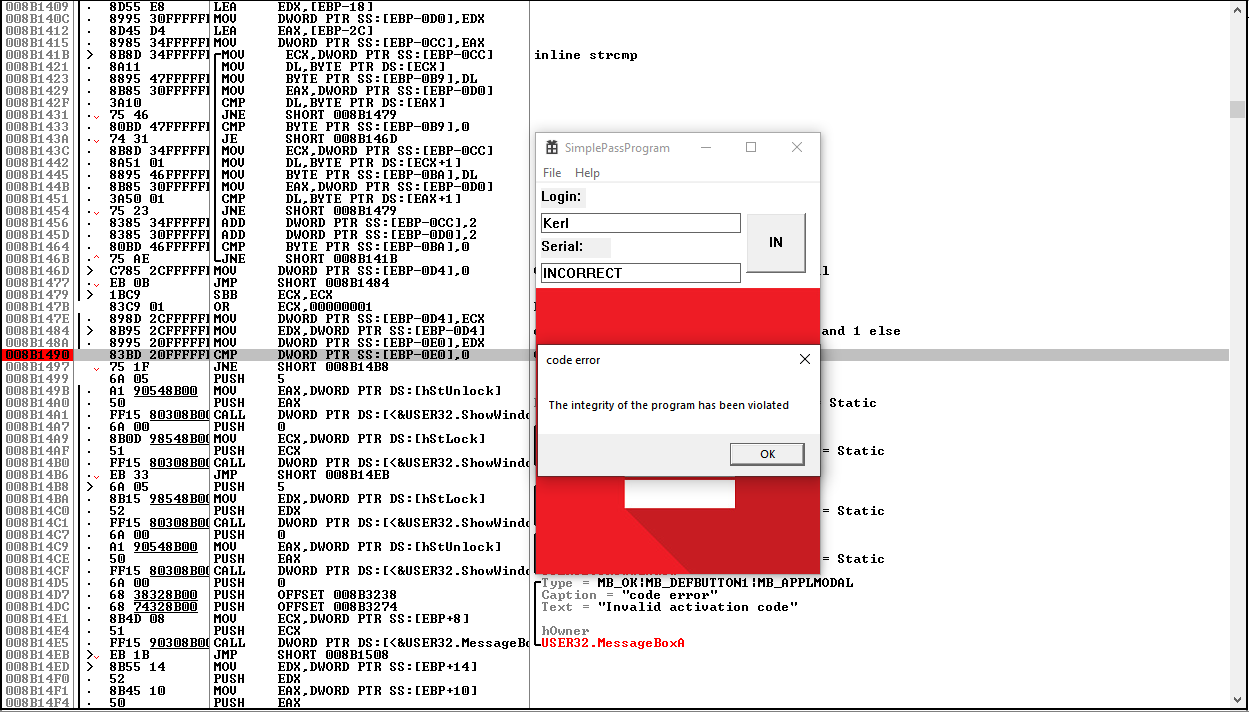 008B1409 . 8D55 E8 LEA EDX,[EBP-18]
008B140C . 8995 30FFFFFI MOV DWORD PTR SS:[EBP-0D0],EDX
008B1412 . 8D45 D4 LEA EAX,[EBP-2C]
008B1415 . 8985 34FFFFFI MOV DWORD PTR SS:[EBP-0CC],EAX
008B141B > 8B8D 34FFFFFI MOV ECX,DWORD PTR SS:[EBP-0CC] inline strcmp
008B1421 . 8A11 MOV DL,BYTE PTR DS:[ECX]
008B1423 . 8895 47FFFFFI MOV BYTE PTR SS:[EBP-0B9],DL
008B1429 . 8B85 30FFFFFI MOV EAX,DWORD PTR SS:[EBP-0D0]
008B142F . 3A10 CMP DL,BYTE PTR DS:[EAX]
008B1431 . 75 46 JNE SHORT 008B1479
008B1433 . 80BD 47FFFFFI CMP BYTE PTR SS:[EBP-0B9],0
008B143A . 74 31 JE SHORT 008B146D
008B143C . 8B8D 34FFFFFI MOV ECX,DWORD PTR SS:[EBP-0CC]
008B1442 . 8A51 01 MOV DL,BYTE PTR DS:[ECX+1]
008B1445 . 8895 46FFFFFI MOV BYTE PTR SS:[EBP-0BA],DL
008B144B . 8B85 30FFFFFI MOV EAX,DWORD PTR SS:[EBP-0D0]
008B1451 . 3A50 01 CMP DL,BYTE PTR DS:[EAX+1]
008B1454 . 75 23 JNE SHORT 008B1479
008B1456 . 8385 34FFFFFI ADD DWORD PTR SS:[EBP-0CC],2
008B145D . 8385 30FFFFFI ADD DWORD PTR SS:[EBP-0D0],2
008B1464 . 80BD 46FFFFFI CMP BYTE PTR SS:[EBP-0BA],0
008B146B .^ 75 AE JNE SHORT 008B141B
008B146D > C785 2CFFFFFI MOV DWORD PTR SS:[EBP-0D4],0
008B1477 . EB 0B JMP SHORT 008B1484
008B1479 > 1BC9 SBB ECX,ECX
008B147B 83C9 01 OR ECX,00000001
008B147E . 898D 2CFFFFFI MOV DWORD PTR SS:[EBP-0D4],ECX
008B1484 > 8B95 2CFFFFFI MOV EDX,DWORD PTR SS:[EBP-0D4] and 1 else
008B148A . 8995 20FFFFFI MOV DWORD PTR SS:[EBP-0E0],EDX
008B1490 83BD 20FFFFFI CMP DWORD PTR SS:[EBP-0E0],0
008B1497 75 1F JNE SHORT 008B14B8
008B1499 6A 05 PUSH 5
008B149B . A1 90548B00 MOV EAX,DWORD PTR DS:[hStUnlock]
008B14A0 . 50 PUSH EAX = Static
008B14A1 . FF15 80308B00 CALL DWORD PTR DS:[<&USER32.ShowWindo
008B14A7 . 6A 00 PUSH 0
008B14A9 . 8B0D 98548B00 MOV ECX,DWORD PTR DS:[hStLock]
008B14AF . 51 PUSH ECX = Static
008B14B0 . FF15 80308B00 CALL DWORD PTR DS:[<&USER32.ShowWindo
008B14B6 . EB 33 JMP SHORT 008B14EB
008B14B8 > 6A 05 PUSH 5
008B14BA . 8B15 98548B00 MOV EDX,DWORD PTR DS:[hStLock]
008B14C0 . 52 PUSH EDX = Static
008B14C1 . FF15 80308B00 CALL DWORD PTR DS:[<&USER32.ShowWindo
008B14C7 . 6A 00 PUSH 0
008B14C9 . A1 90548B00 MOV EAX,DWORD PTR DS:[hStUnlock]
008B14CE . 50 PUSH EAX = Static
008B14CF . FF15 80308B00 CALL DWORD PTR DS:[<&USER32.ShowWindo
008B14D5 . 6A 00 PUSH 0 Type = MB_OK|MB_DEFBUTTON1|MB_APPLMODAL
008B14D7 . 68 38328B00 PUSH OFFSET 008B3238 Caption = "code error"
008B14DC . 68 74328B00 PUSH OFFSET 008B3274 Text = "Invalid activation code"
008B14E1 . 8B4D 08 MOV ECX,DWORD PTR SS:[EBP+8]
008B14E4 . 51 PUSH ECX hOwner
008B14E5 . FF15 90308B00 CALL DWORD PTR DS:[<&USER32.MessageBo USER32.MessageBoxA
008B14EB > EB 1B JMP SHORT 008B1508
008B14ED > 8B55 14 MOV EDX,DWORD PTR SS:[EBP+14]
008B14F0 . 52 PUSH EDX
008B14F1 . 8B45 10 MOV EAX,DWORD PTR SS:[EBP+10]
008B14F4 . 50 PUSH EAX
SimplePassProgram
File Help
Login:
Kerl
IN
Serial:
INCORRECT
code error
The integrity of the program has been violated
OK